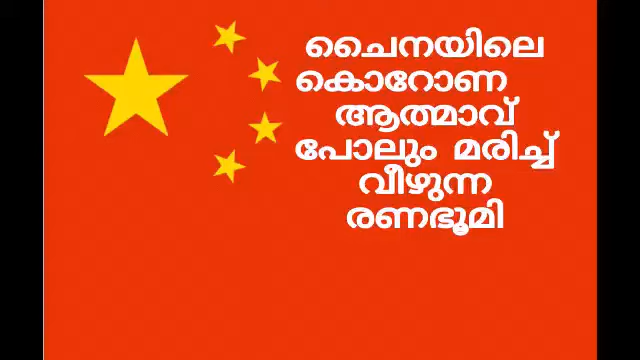 ചൈനയിലെ
കൊറോണ
ആത്മാവ്
പോലും മരിച്ച്
വീഴുന്ന
രണഭൂമി